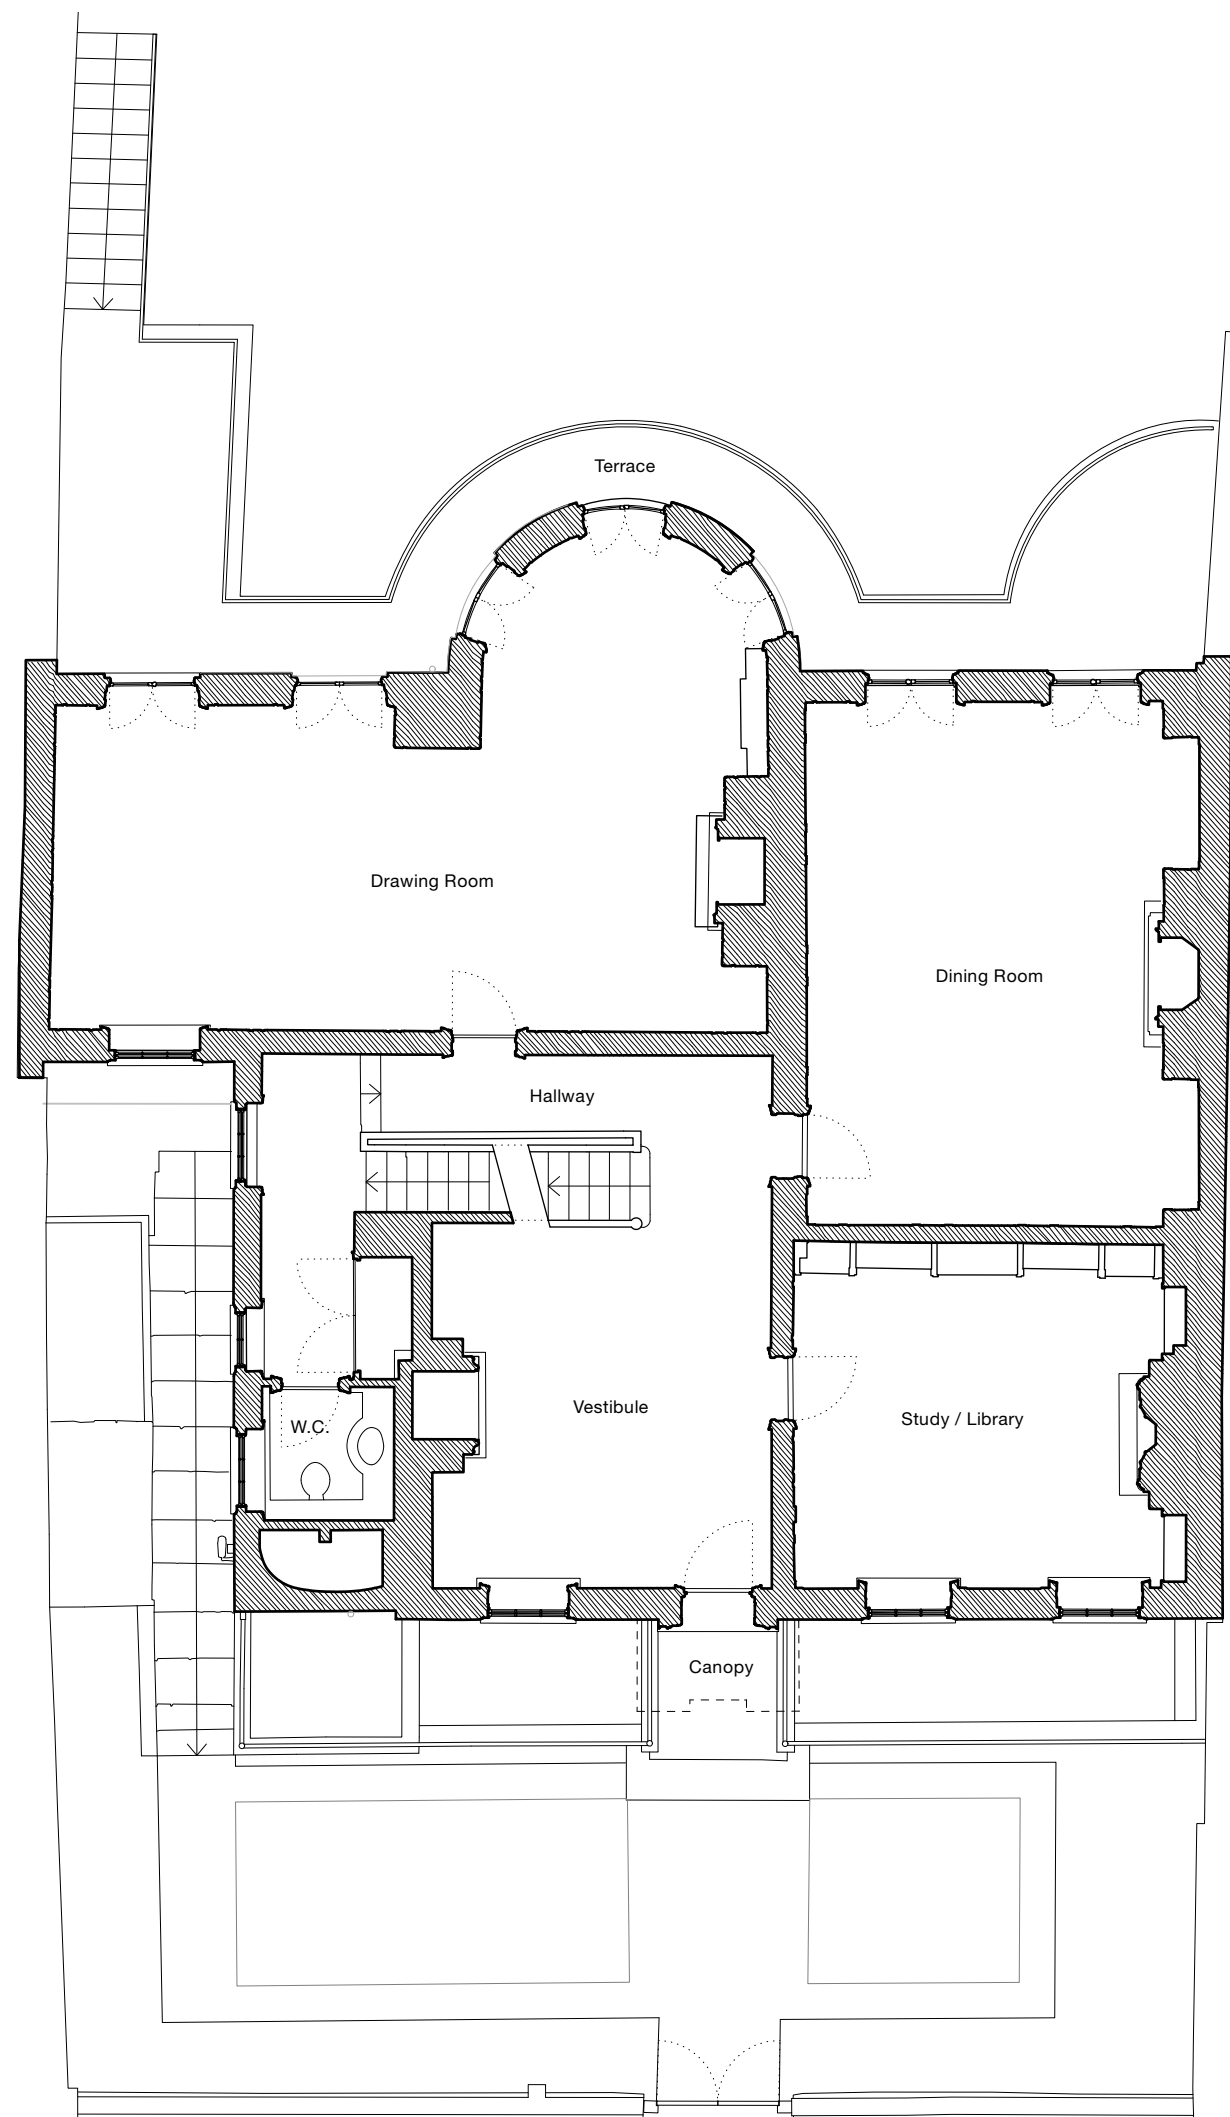 Terrace
Drawing Room
Dining Room
Hallway
Vestibule
Study / Library
W.C.
Canopy